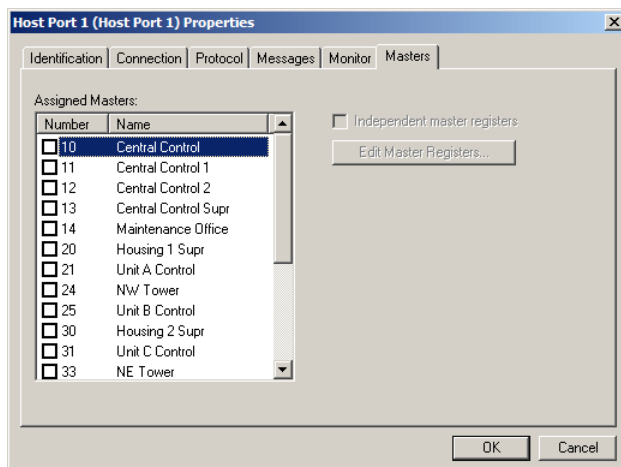 Host Port 1 (Host Port 1) Properties
Identification Connection Protocol Messages Monitor Masters
Assigned Masters:
Number Name
10 Central Control
11 Central Control 1
12 Central Control 2
13 Central Control Supr
14 Maintenance Office
20 Housing 1 Supr
21 Unit A Control
24 NW Tower
25 Unit B Control
30 Housing 2 Supr
31 Unit C Control
33 NE Tower
Independent master registers
Edit Master Registers...
OK Cancel